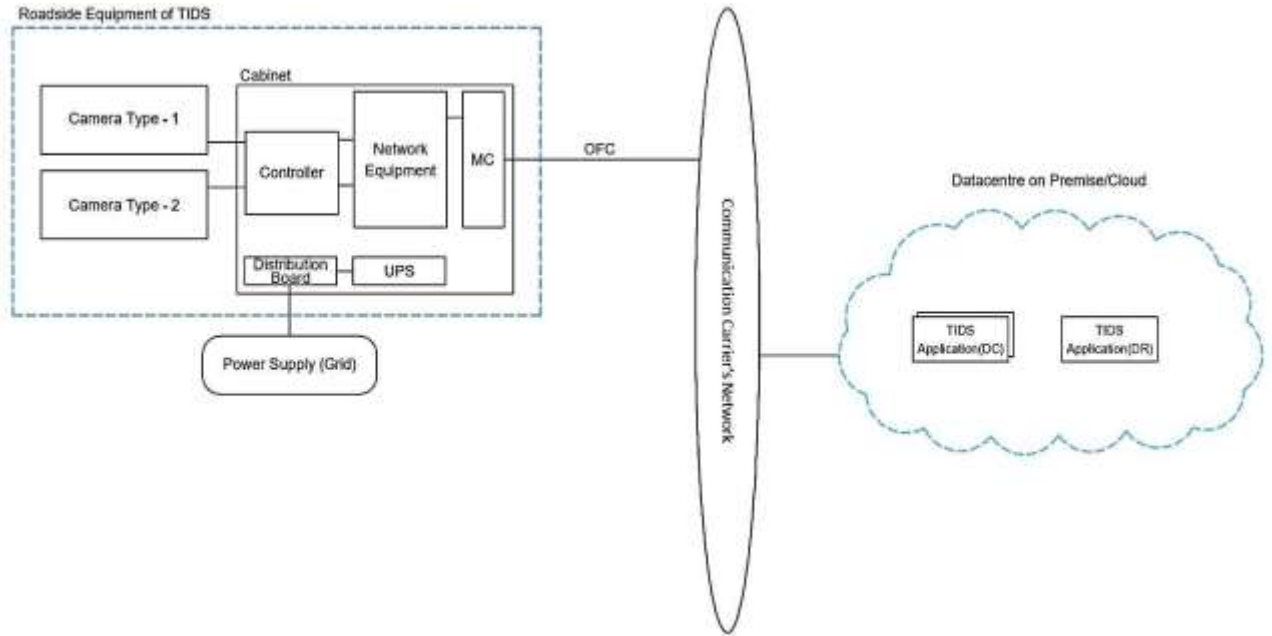 Roadside Equipment of TIDS
Cabinet
Camera Type - 1
Camera Type - 2
Controller
Network
Equipment
MC
Distribution
Board
UPS
Power Supply (Grid)
OFC
Communication Carrier's Network
Datacentre on Premise/Cloud
TIDS
Application(DC)
TIDS
Application(DR)